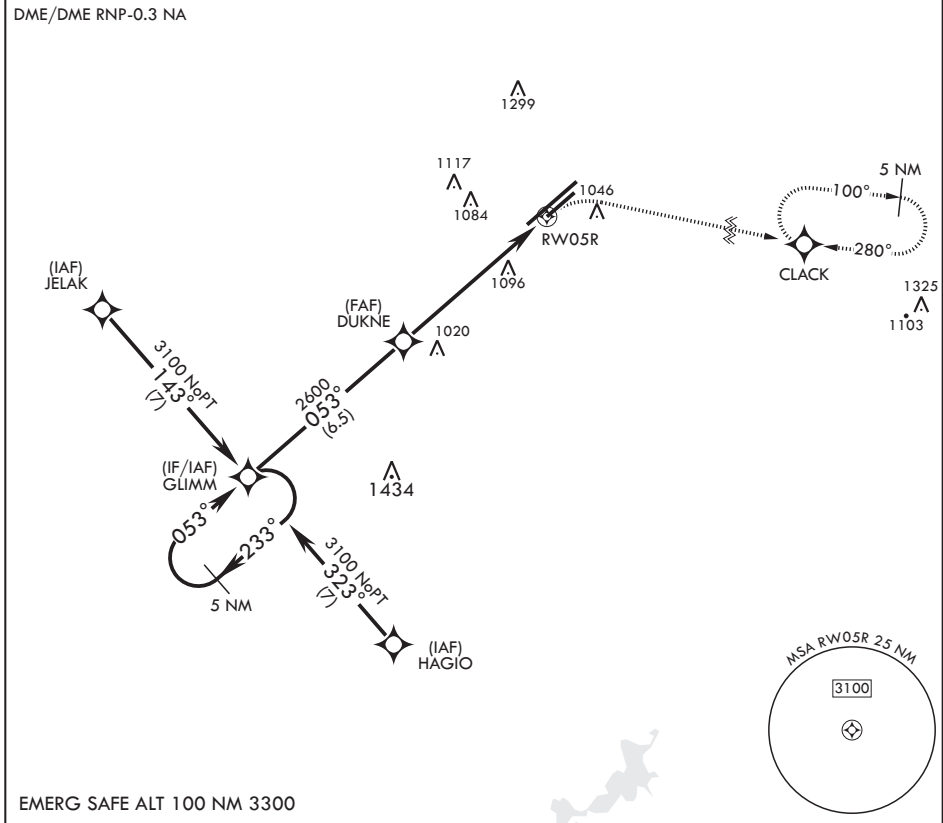 DME/DME RNP-0.3 NA
1299
1117
1084
1046
RW05R
5 NM
100°
280°
CLACK
1096
1325
1103
(IAF)
JELAK
(FAF)
DUKNE
1020
3100 NoPT
143°
(7)
2600
053°
(6.5)
(IF/IAF)
GLIMM
1434
053°
233°
5 NM
3100 NoPT
323°
(7)
(IAF)
HAGIO
MSA RW05R 25 NM
3100
EMERG SAFE ALT 100 NM 3300